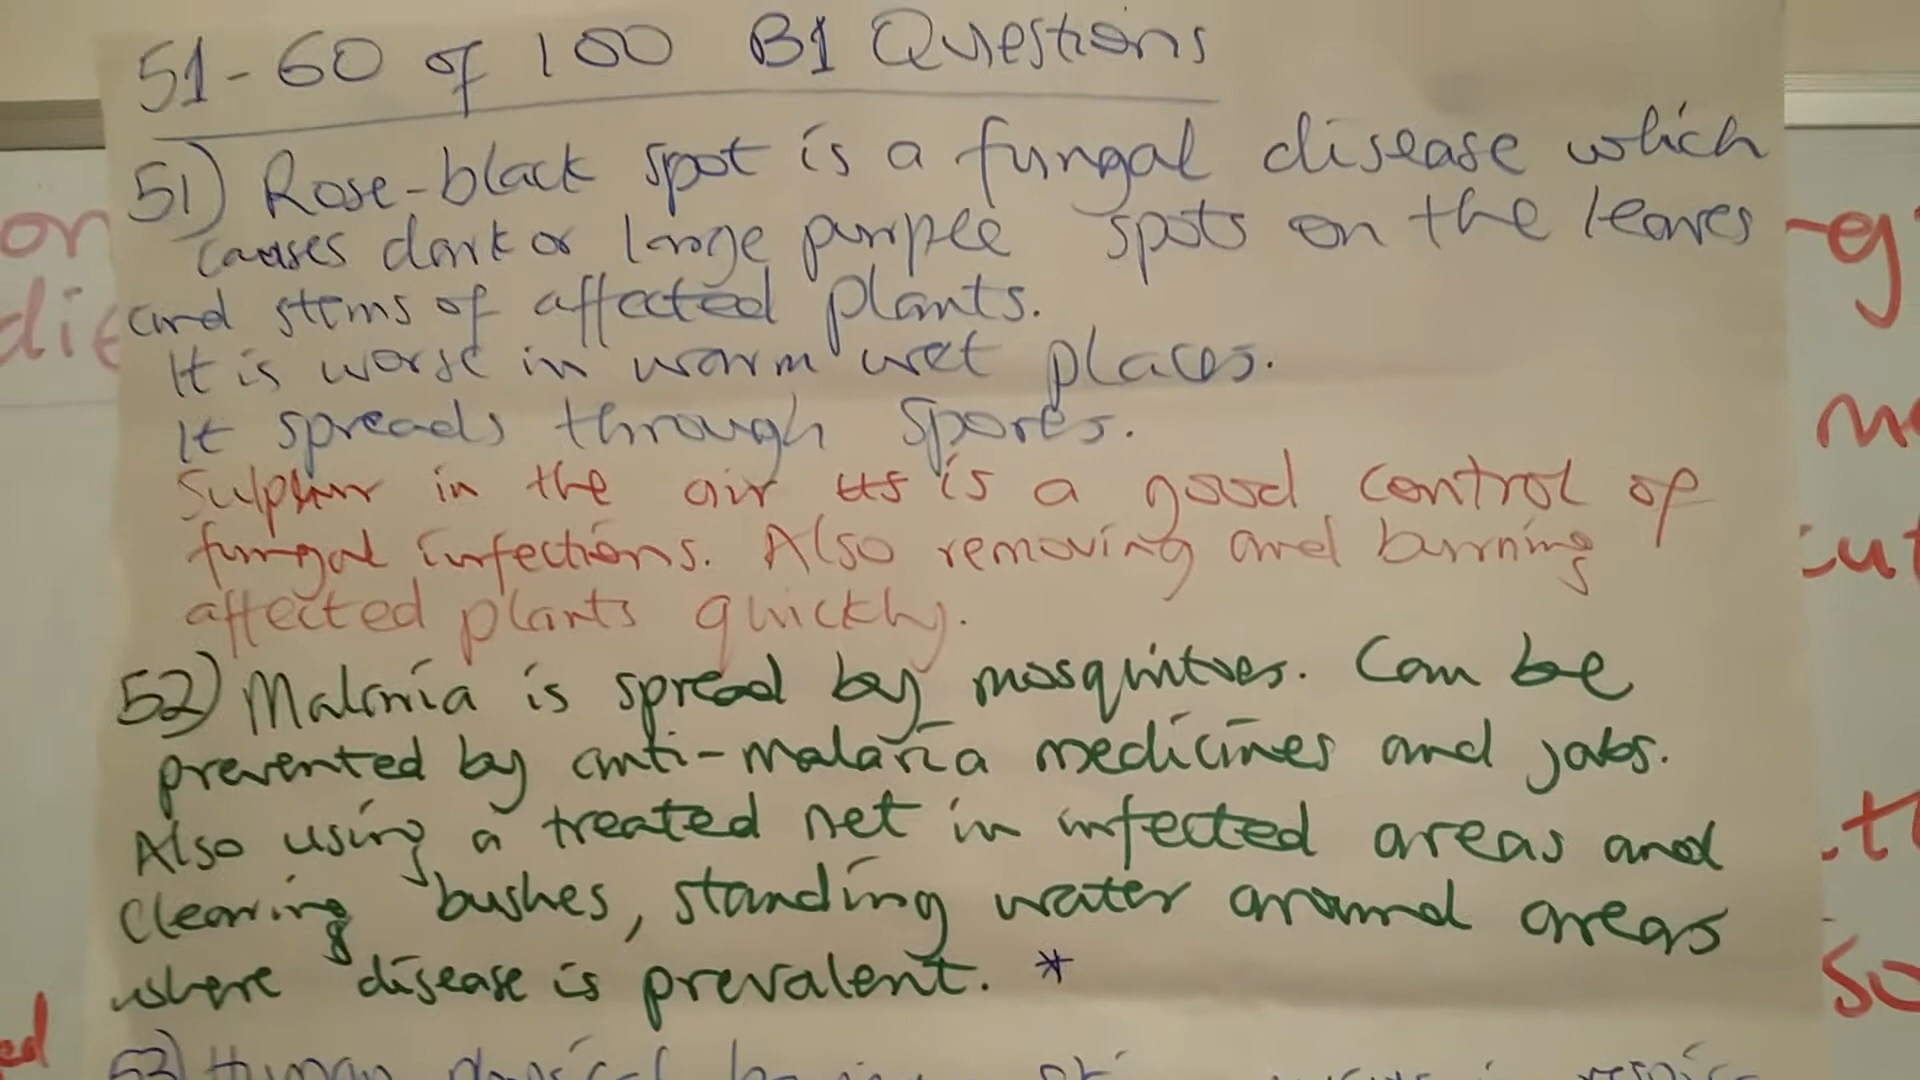 51-60 of 100 B1 Questions
51) Rose-black spot is a fungal disease which
causes dark or large purple spots on the leaves
and stems of affected plants.
It is worse in warm wet places.
It spreads through spores.
Sulphur in the air is a good control of
fungal infections. Also removing and burning
affected plants quickly.
52) Malaria is spread by mosquitoes. Can be
prevented by anti-malaria medicines and jabs.
Also using a treated net in infected areas and
clearing bushes, standing water around areas
where disease is prevalent. *
53) Human physical